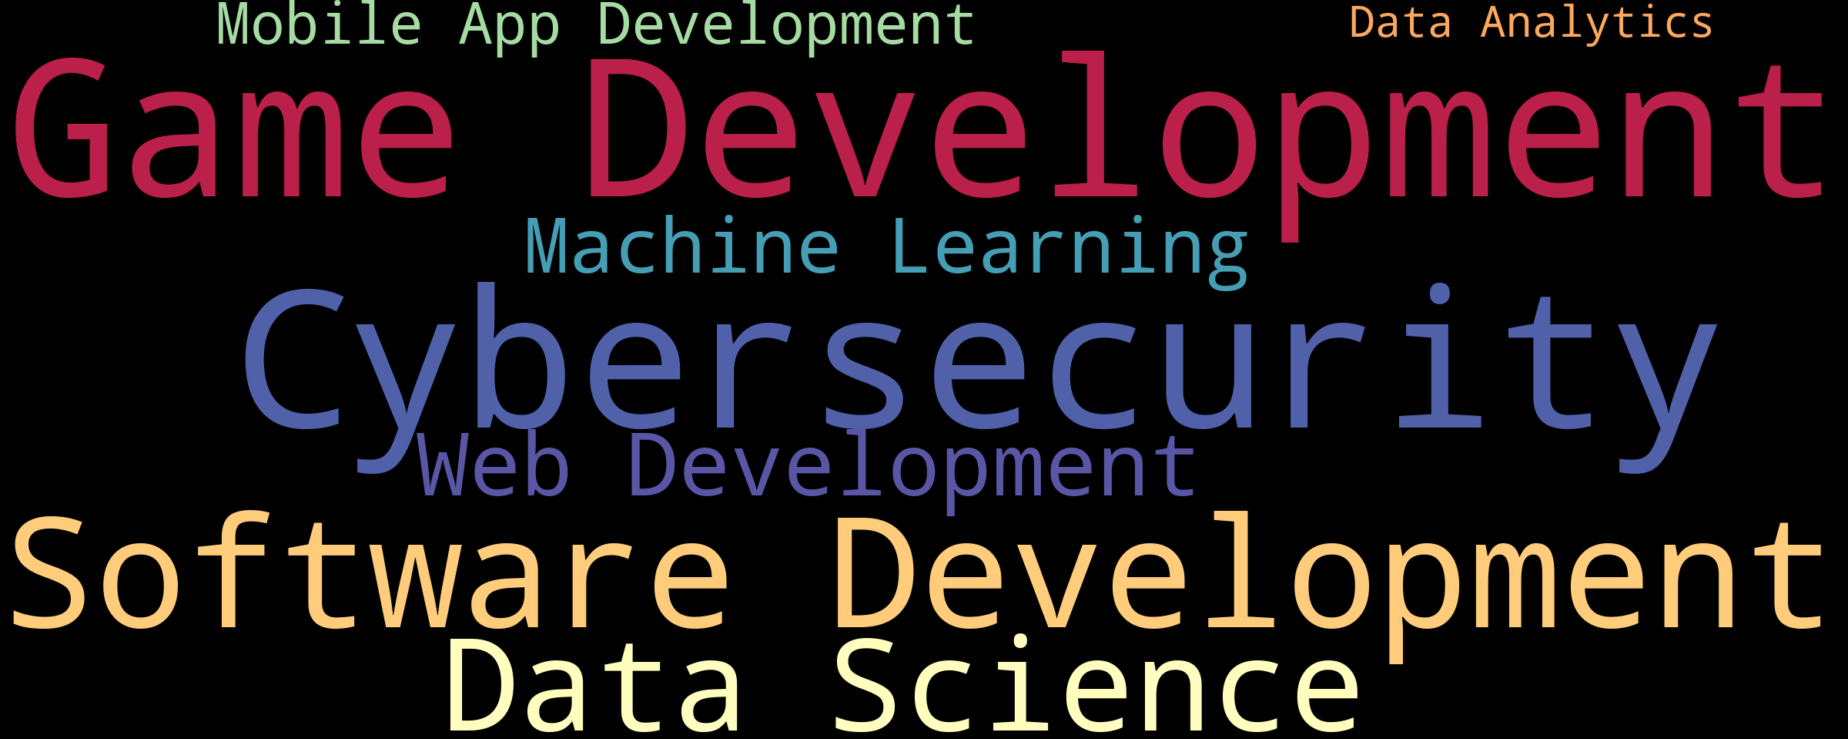 Mobile App Development
Data Analytics
Game Development
Machine Learning
Cybersecurity
Web Development
Software Development
Data Science